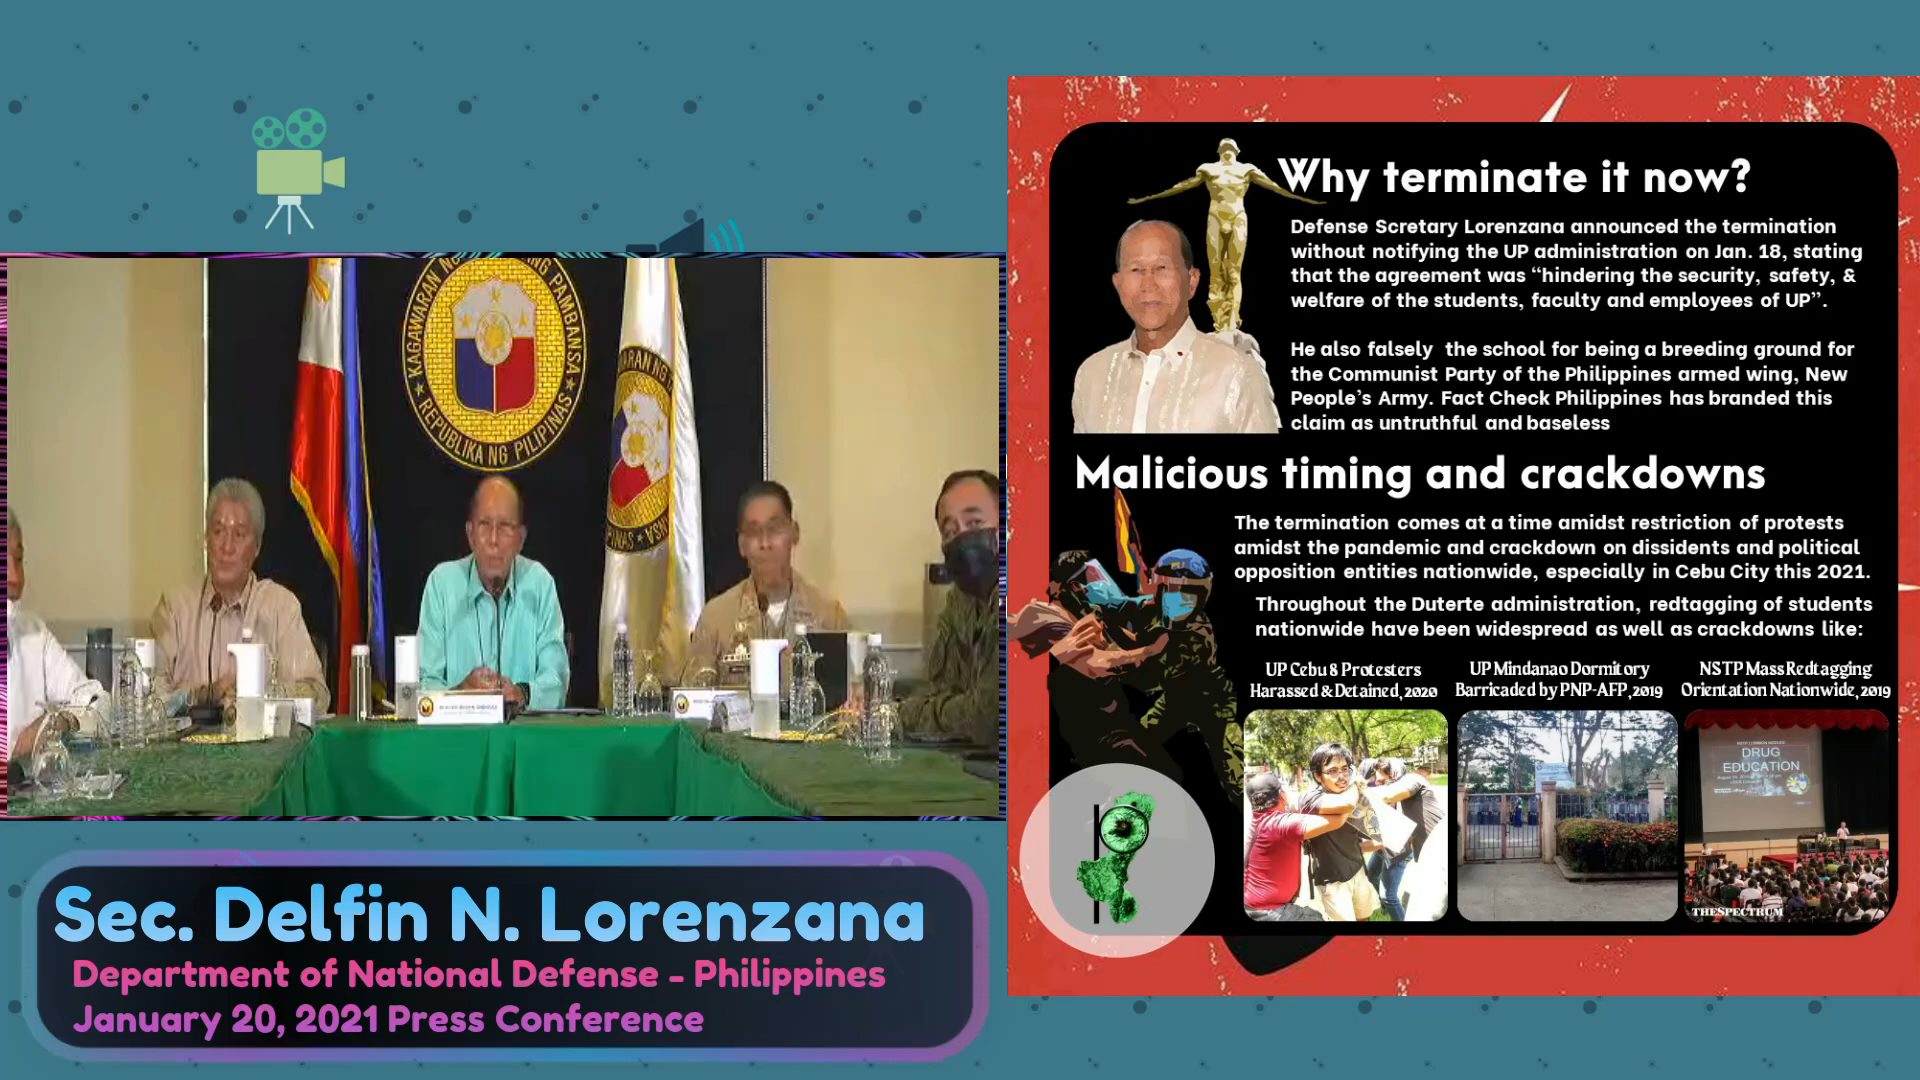 KAGAWARAN NG TANGGULANG PAMBANSA
REPUBLIKA NG PILIPINAS
Sec. Delfin N. Lorenzana
Department of National Defense - Philippines
January 20, 2021 Press Conference
Why terminate it now?
Defense Scretary Lorenzana announced the termination
without notifying the UP administration on Jan. 18, stating
that the agreement was “hindering the security, safety, &
welfare of the students, faculty and employees of UP”.
He also falsely the school for being a breeding ground for
the Communist Party of the Philippines armed wing, New
People’s Army. Fact Check Philippines has branded this
claim as untruthful and baseless
Malicious timing and crackdowns
The termination comes at a time amidst restriction of protests
amidst the pandemic and crackdown on dissidents and political
opposition entities nationwide, especially in Cebu City this 2021.
Throughout the Duterte administration, redtagging of students
nationwide have been widespread as well as crackdowns like:
UP Cebu 8 Protesters
Harassed & Detained, 2020
UP Mindanao Dormitory
Barricaded by PNP-AFP, 2019
NSTP Mass Redtagging
Orientation Nationwide, 2019
DRUG
EDUCATION
THESPECTRUM